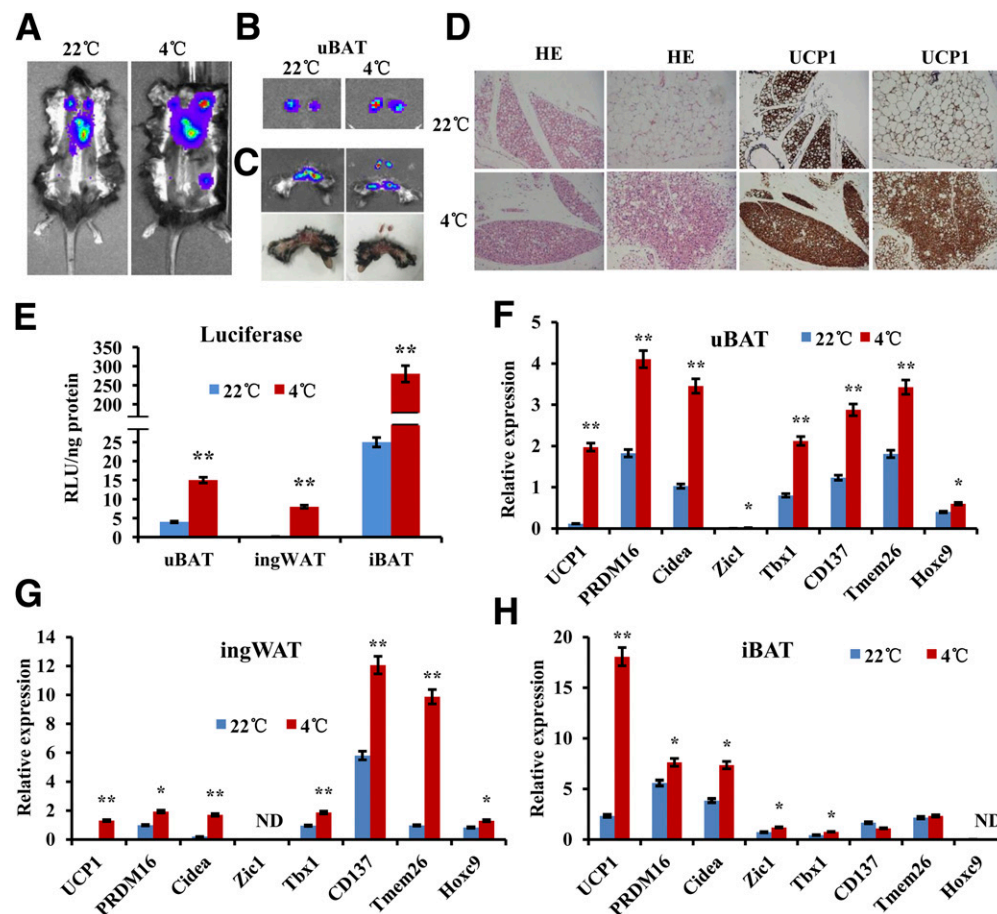 A
22℃
4℃
B
uBAT
22℃
4℃
C
D
HE
HE
UCP1
UCP1
22℃
4℃
E
Luciferase
22℃
4℃
RLU/ng protein
350
300
250
200
150
100
50
25
20
15
10
5
0
**
**
**
uBAT
ingWAT
iBAT
F
uBAT
22℃
4℃
Relative expression
5
4
3
2
1
0
**
**
**
*
**
**
**
*
UCP1
PRDM16
Cidea
Zic1
Tbx1
CD137
Tmem26
Hoxc9
G
ingWAT
22℃
4℃
Relative expression
14
12
10
8
6
4
2
0
**
*
**
ND
**
**
**
*
UCP1
PRDM16
Cidea
Zic1
Tbx1
CD137
Tmem26
Hoxc9
H
iBAT
22℃
4℃
Relative expression
20
15
10
5
0
**
*
*
*
*
ND
UCP1
PRDM16
Cidea
Zic1
Tbx1
CD137
Tmem26
Hoxc9